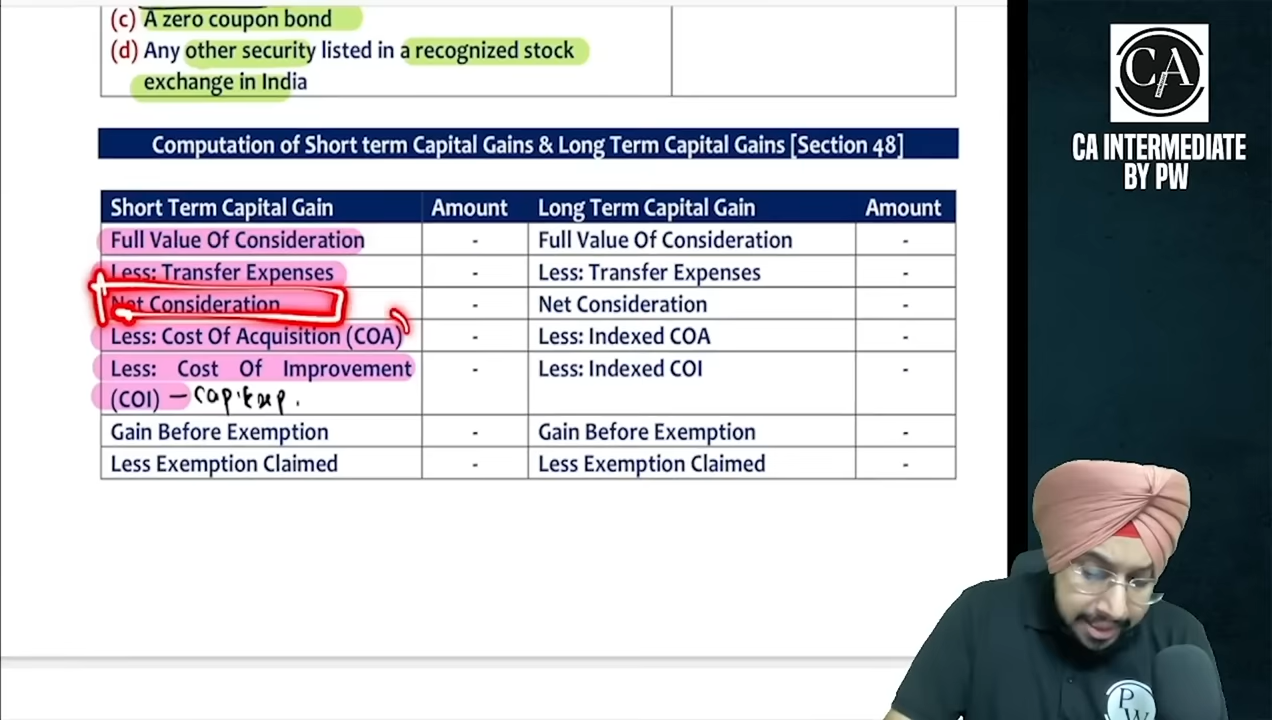 (c) A zero coupon bond
(d) Any other security listed in a recognized stock
exchange in India
CA
CA INTERMEDIATE
BY PW
Computation of Short term Capital Gains & Long Term Capital Gains [Section 48]
Short Term Capital Gain Amount Long Term Capital Gain Amount
Full Value Of Consideration - Full Value Of Consideration -
Less: Transfer Expenses - Less: Transfer Expenses -
Net Consideration - Net Consideration -
Less: Cost Of Acquisition (COA) - Less: Indexed COA -
Less: Cost Of Improvement - Less: Indexed COI -
(COI) – Cap. Exp.
Gain Before Exemption - Gain Before Exemption -
Less Exemption Claimed - Less Exemption Claimed -
PW